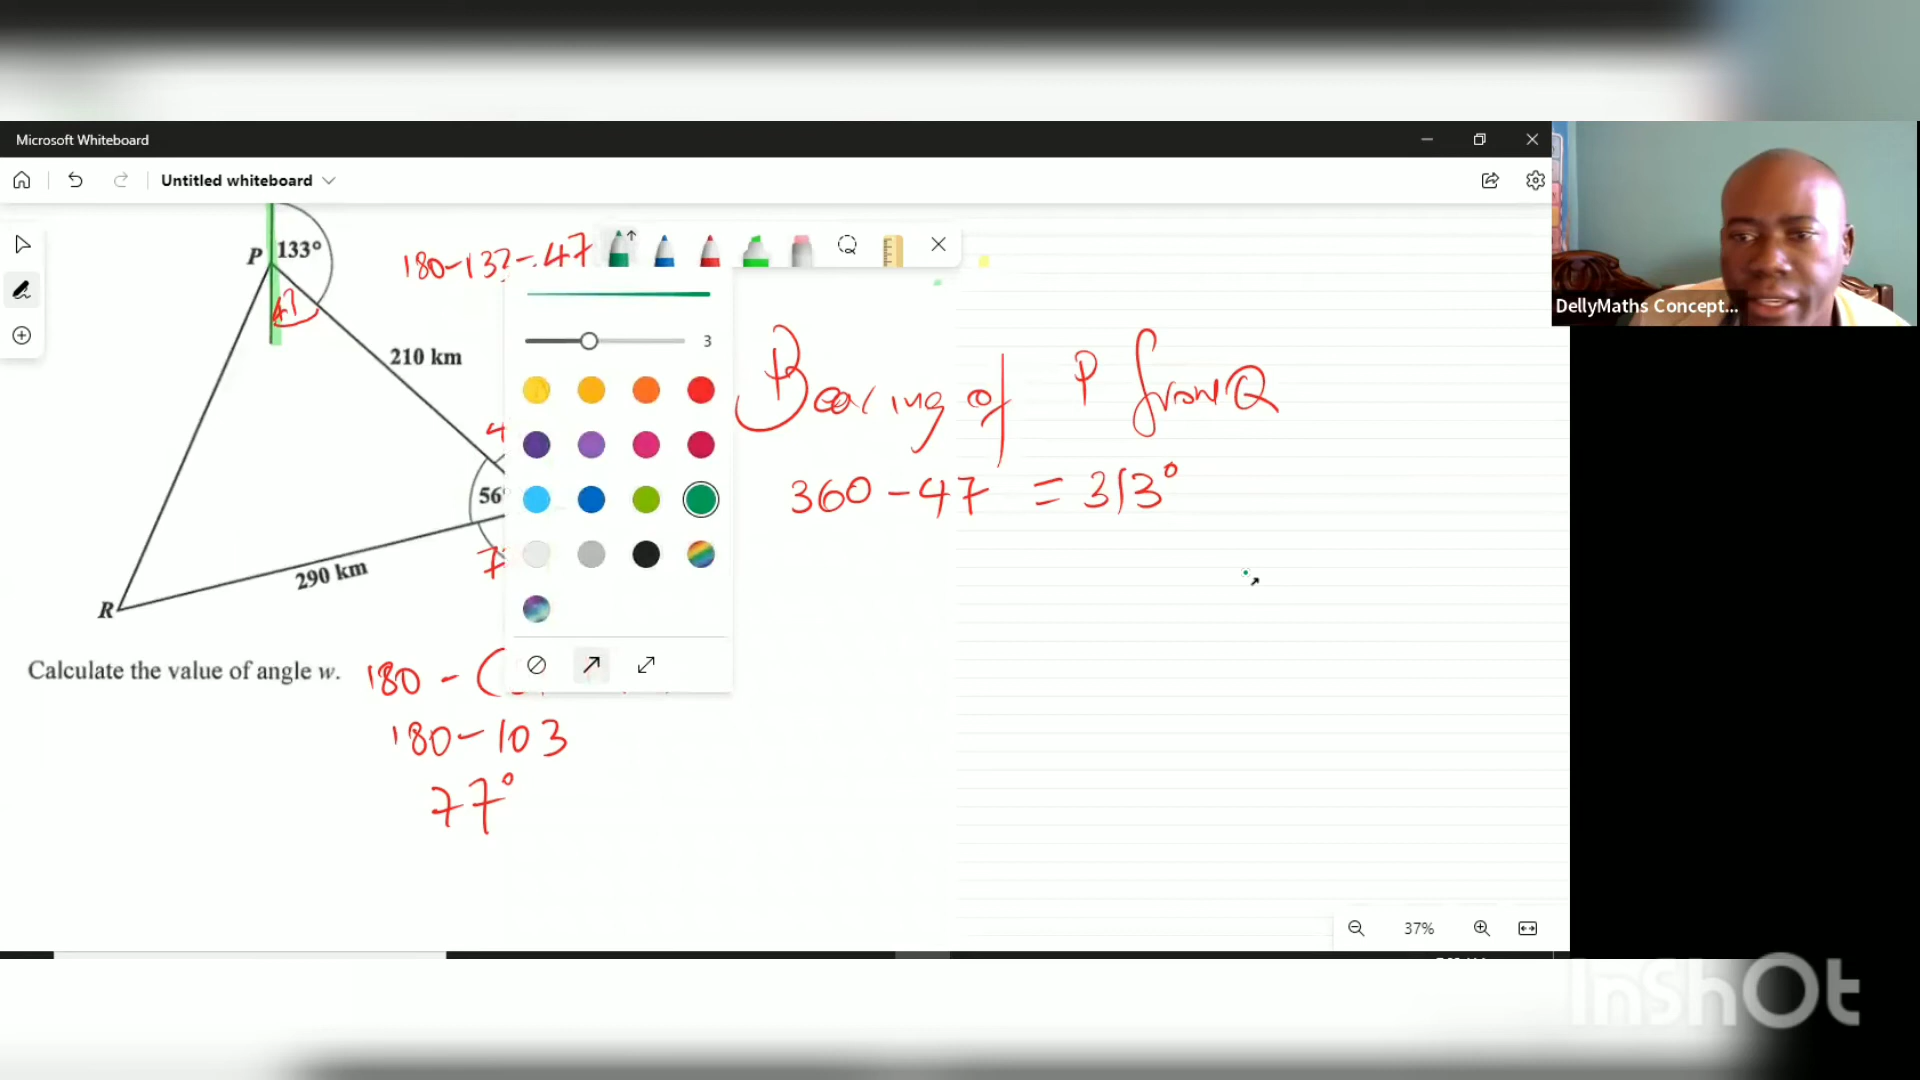 Microsoft Whiteboard
Untitled whiteboard
P 133°
47
180-133=47
3
210 km
56°
290 km
R
Bearing of P from Q
360-47 = 313°
Calculate the value of angle w.
180 - (
180-103
77°
37%
DellyMaths Concept...
InShOt